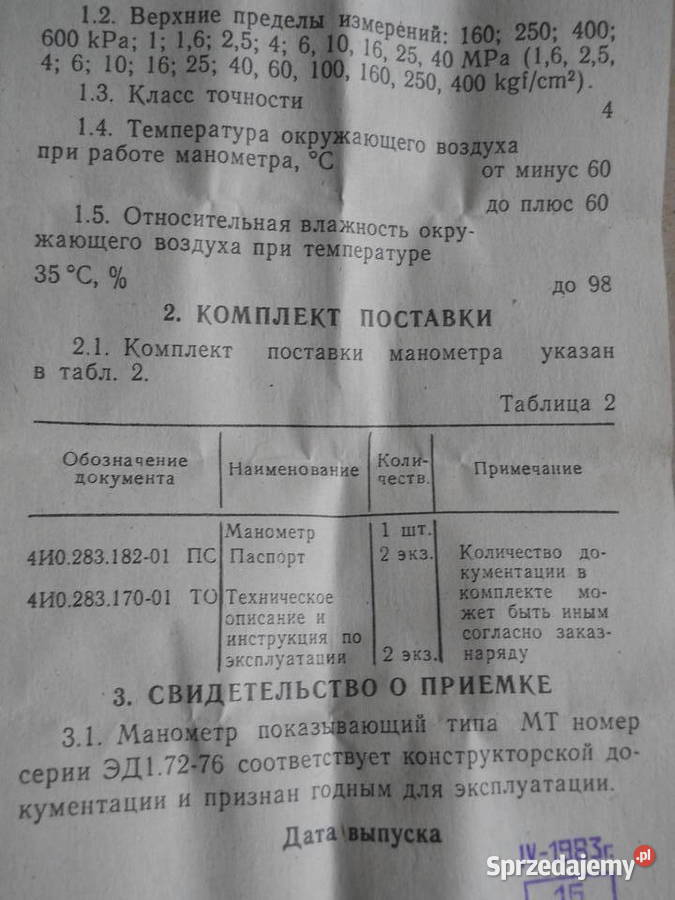 1.2. Верхние пределы измерений: 160; 250; 400;
600 kPa; 1; 1,6; 2,5; 4; 6, 10, 16, 25, 40 MPa (1,6, 2,5,
4; 6; 10; 16; 25; 40, 60, 100, 160, 250, 400 kgf/cm²).
1.3. Класс точности 4
1.4. Температура окружающего воздуха
при работе манометра, °C от минус 60
до плюс 60
1.5. Относительная влажность окру-
жающего воздуха при температуре
35 °C, % до 98
2. КОМПЛЕКТ ПОСТАВКИ
2.1. Комплект поставки манометра указан
в табл. 2.
Таблица 2
Обозначение
документа
Наименование
Коли-
честв.
Примечание
Манометр 1 шт.
4И0.283.182-01 ПС Паспорт 2 экз. Количество до-
кументации в
4И0.283.170-01 ТО Техническое комплекте мо-
описание и жет быть иным
инструкция по согласно заказ-
эксплуатации 2 экз. наряду
3. СВИДЕТЕЛЬСТВО О ПРИЕМКЕ
3.1. Манометр показывающий типа МТ номер
серии ЭД1.72-76 соответствует конструкторской до-
кументации и признан годным для эксплуатации.
Дата выпуска
IV-1983г.
15
Sprzedajemy.pl